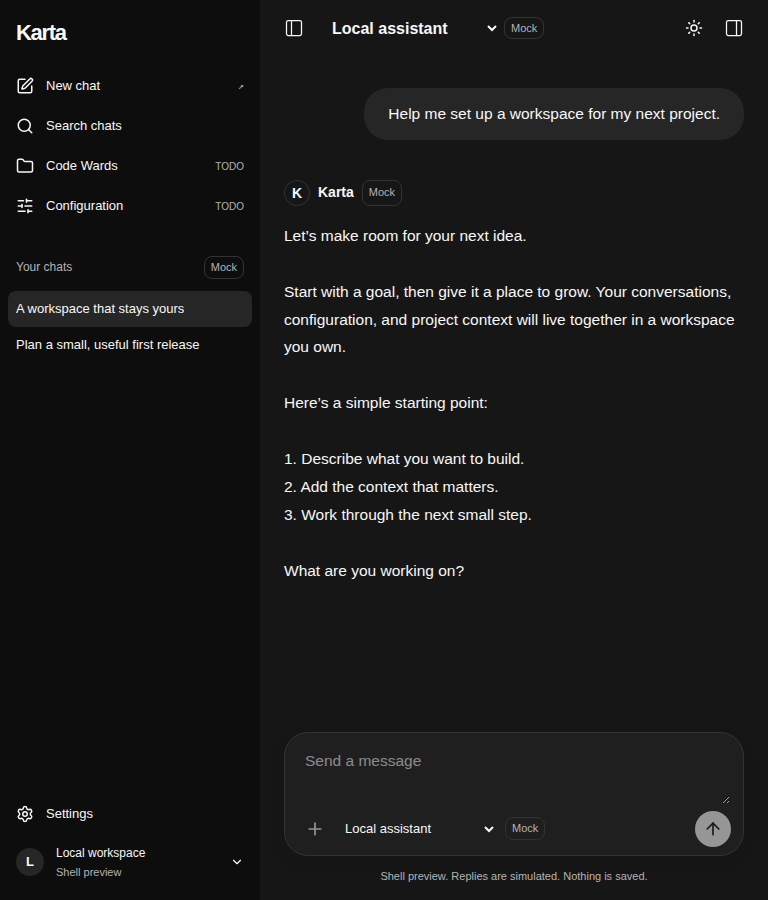 Karta
New chat
Search chats
Code Wards TODO
Configuration TODO
Your chats Mock
A workspace that stays yours
Plan a small, useful first release
Settings
L
Local workspace
Shell preview
Local assistant Mock
Help me set up a workspace for my next project.
K Karta Mock
Let's make room for your next idea.
Start with a goal, then give it a place to grow. Your conversations,
configuration, and project context will live together in a workspace
you own.
Here's a simple starting point:
1. Describe what you want to build.
2. Add the context that matters.
3. Work through the next small step.
What are you working on?
Send a message
Local assistant Mock
Shell preview. Replies are simulated. Nothing is saved.